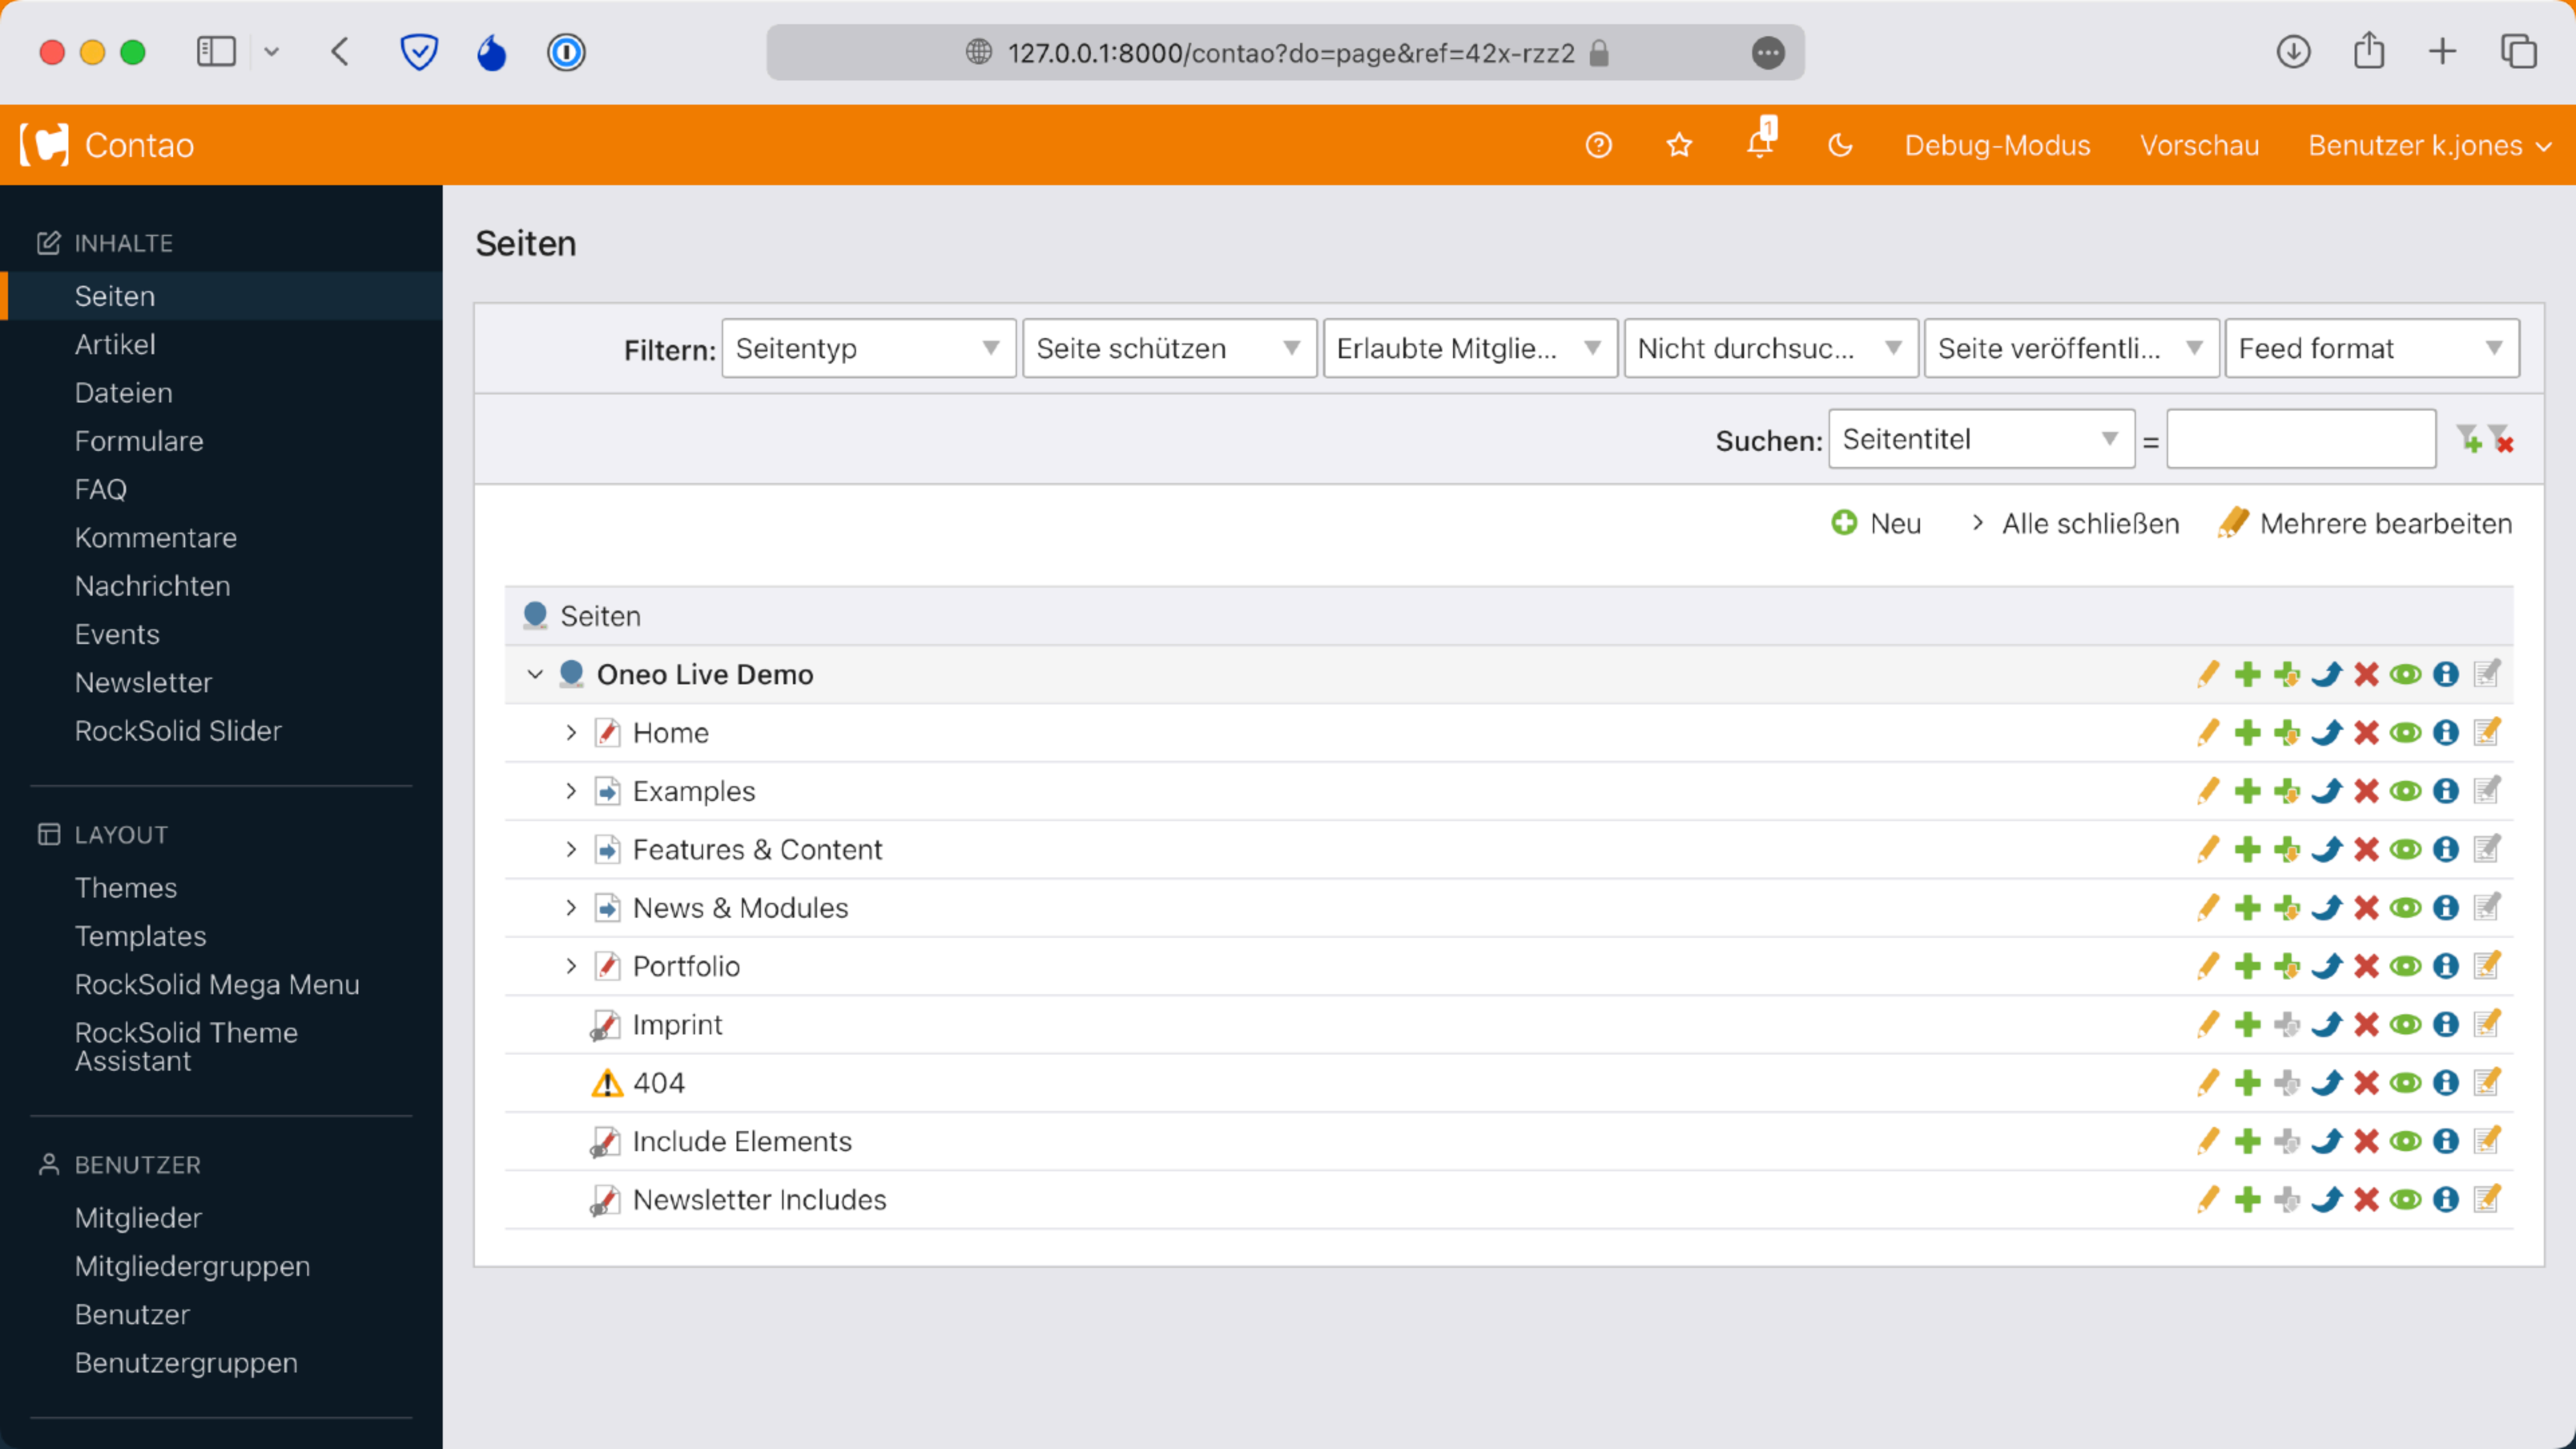 127.0.0.1:8000/contao?do=page&ref=42x-rzz2
Contao
1
Debug-Modus
Vorschau
Benutzer k.jones
INHALTE
Seiten
Artikel
Dateien
Formulare
FAQ
Kommentare
Nachrichten
Events
Newsletter
RockSolid Slider
LAYOUT
Themes
Templates
RockSolid Mega Menu
RockSolid Theme
Assistant
BENUTZER
Mitglieder
Mitgliedergruppen
Benutzer
Benutzergruppen
Seiten
Filtern: Seitentyp Seite schützen Erlaubte Mitglie... Nicht durchsuc... Seite veröffentli... Feed format
Suchen: Seitentitel =
Neu Alle schließen Mehrere bearbeiten
Seiten
Oneo Live Demo
Home
Examples
Features & Content
News & Modules
Portfolio
Imprint
404
Include Elements
Newsletter Includes